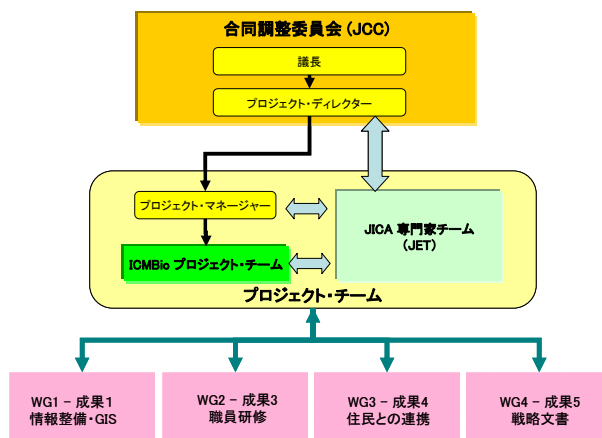 合同調整委員会 (JCC)
議長
プロジェクト・ディレクター
プロジェクト・マネージャー
JICA 専門家チーム
(JET)
ICMBio プロジェクト・チーム
プロジェクト・チーム
WG1 - 成果1
情報整備・GIS
WG2 - 成果3
職員研修
WG3 - 成果4
住民との連携
WG4 - 成果5
戦略文書